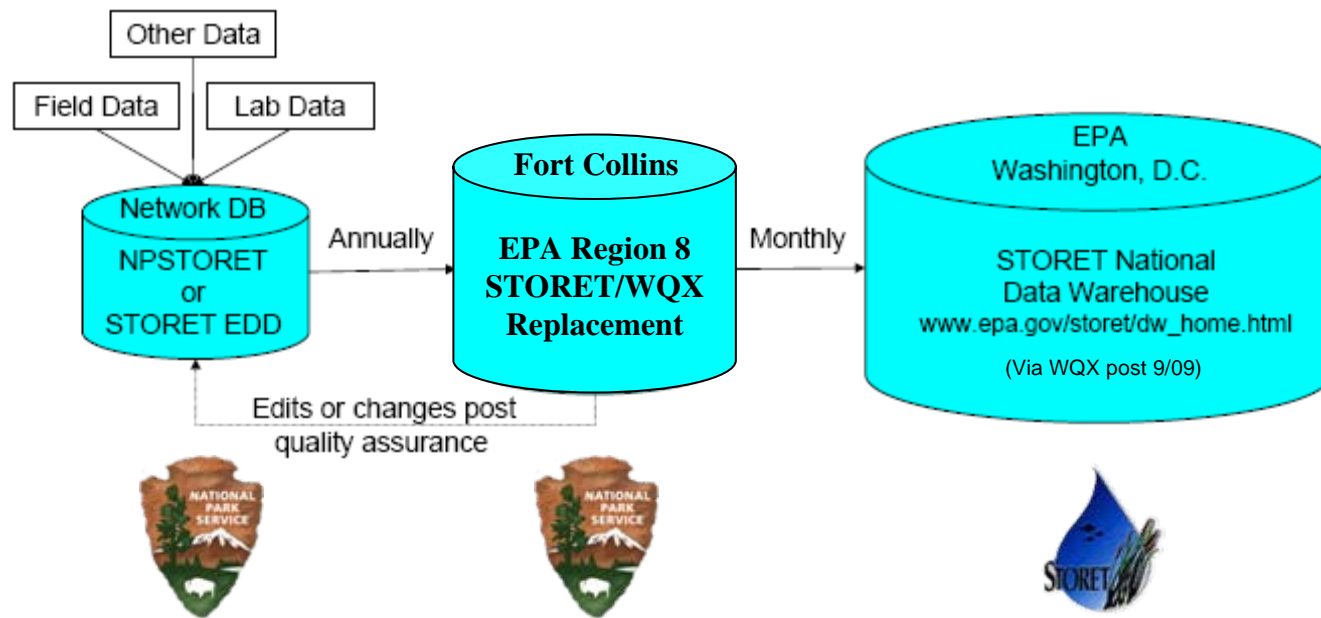 Other Data
Field Data
Lab Data
Network DB
NPSTORET
or
STORET EDD
Annually
Fort Collins
EPA Region 8
STORET/WQX
Replacement
Monthly
EPA
Washington, D.C.
STORET National
Data Warehouse
www.epa.gov/storet/dw_home.html
(Via WQX post 9/09)
Edits or changes post
quality assurance
NATIONAL
PARK
SERVICE
NATIONAL
PARK
SERVICE
STORET